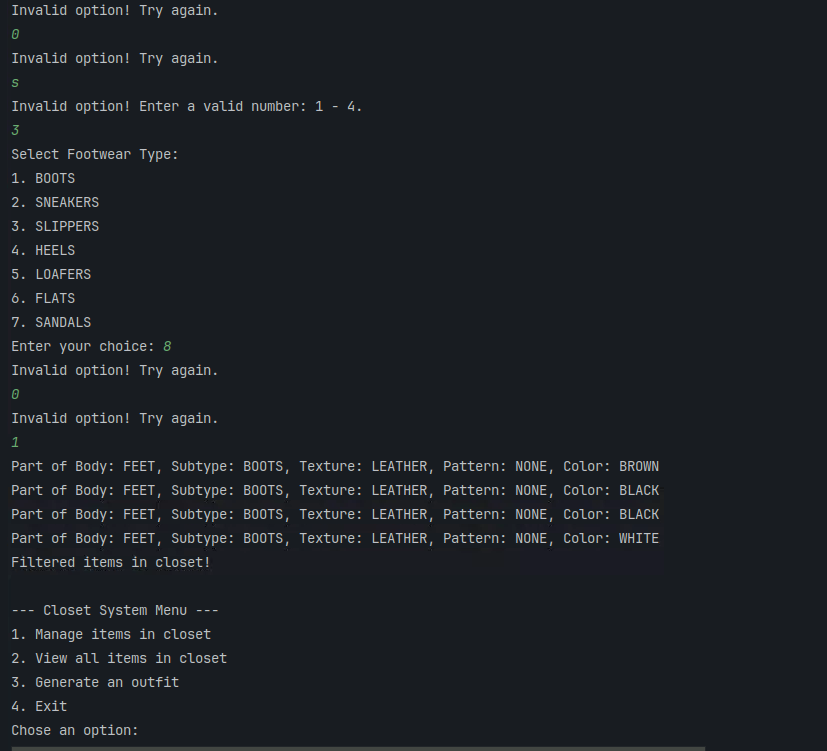 Invalid option! Try again.
0
Invalid option! Try again.
s
Invalid option! Enter a valid number: 1 - 4.
3
Select Footwear Type:
1. BOOTS
2. SNEAKERS
3. SLIPPERS
4. HEELS
5. LOAFERS
6. FLATS
7. SANDALS
Enter your choice: 8
Invalid option! Try again.
0
Invalid option! Try again.
1
Part of Body: FEET, Subtype: BOOTS, Texture: LEATHER, Pattern: NONE, Color: BROWN
Part of Body: FEET, Subtype: BOOTS, Texture: LEATHER, Pattern: NONE, Color: BLACK
Part of Body: FEET, Subtype: BOOTS, Texture: LEATHER, Pattern: NONE, Color: BLACK
Part of Body: FEET, Subtype: BOOTS, Texture: LEATHER, Pattern: NONE, Color: WHITE
Filtered items in closet!
--- Closet System Menu ---
1. Manage items in closet
2. View all items in closet
3. Generate an outfit
4. Exit
Chose an option: